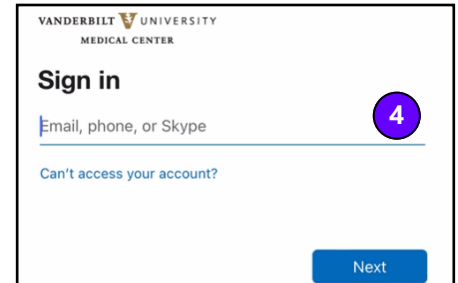 VANDERBILT UNIVERSITY
MEDICAL CENTER
Sign in
Email, phone, or Skype
4
Can't access your account?
Next